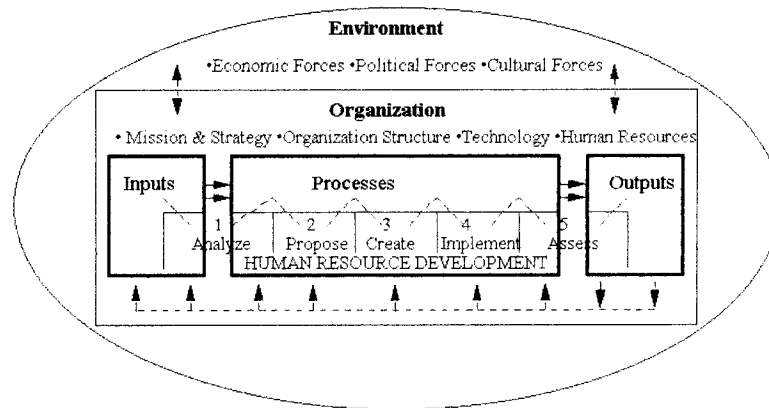 Environment
•Economic Forces •Political Forces •Cultural Forces
Organization
• Mission & Strategy •Organization Structure •Technology •Human Resources
Inputs Processes Outputs
1 2 3 4 5
Analyze Propose Create Implement Assess
HUMAN RESOURCE DEVELOPMENT